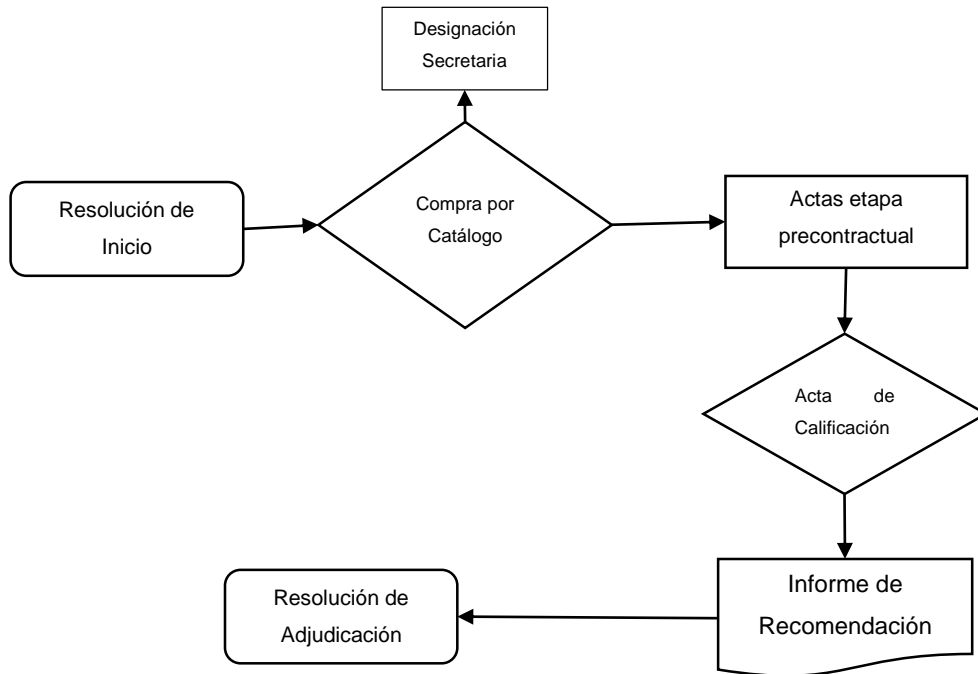 Designación
Secretaria
Resolución de
Inicio
Compra por
Catálogo
Actas etapa
precontractual
Acta de
Calificación
Informe de
Recomendación
Resolución de
Adjudicación